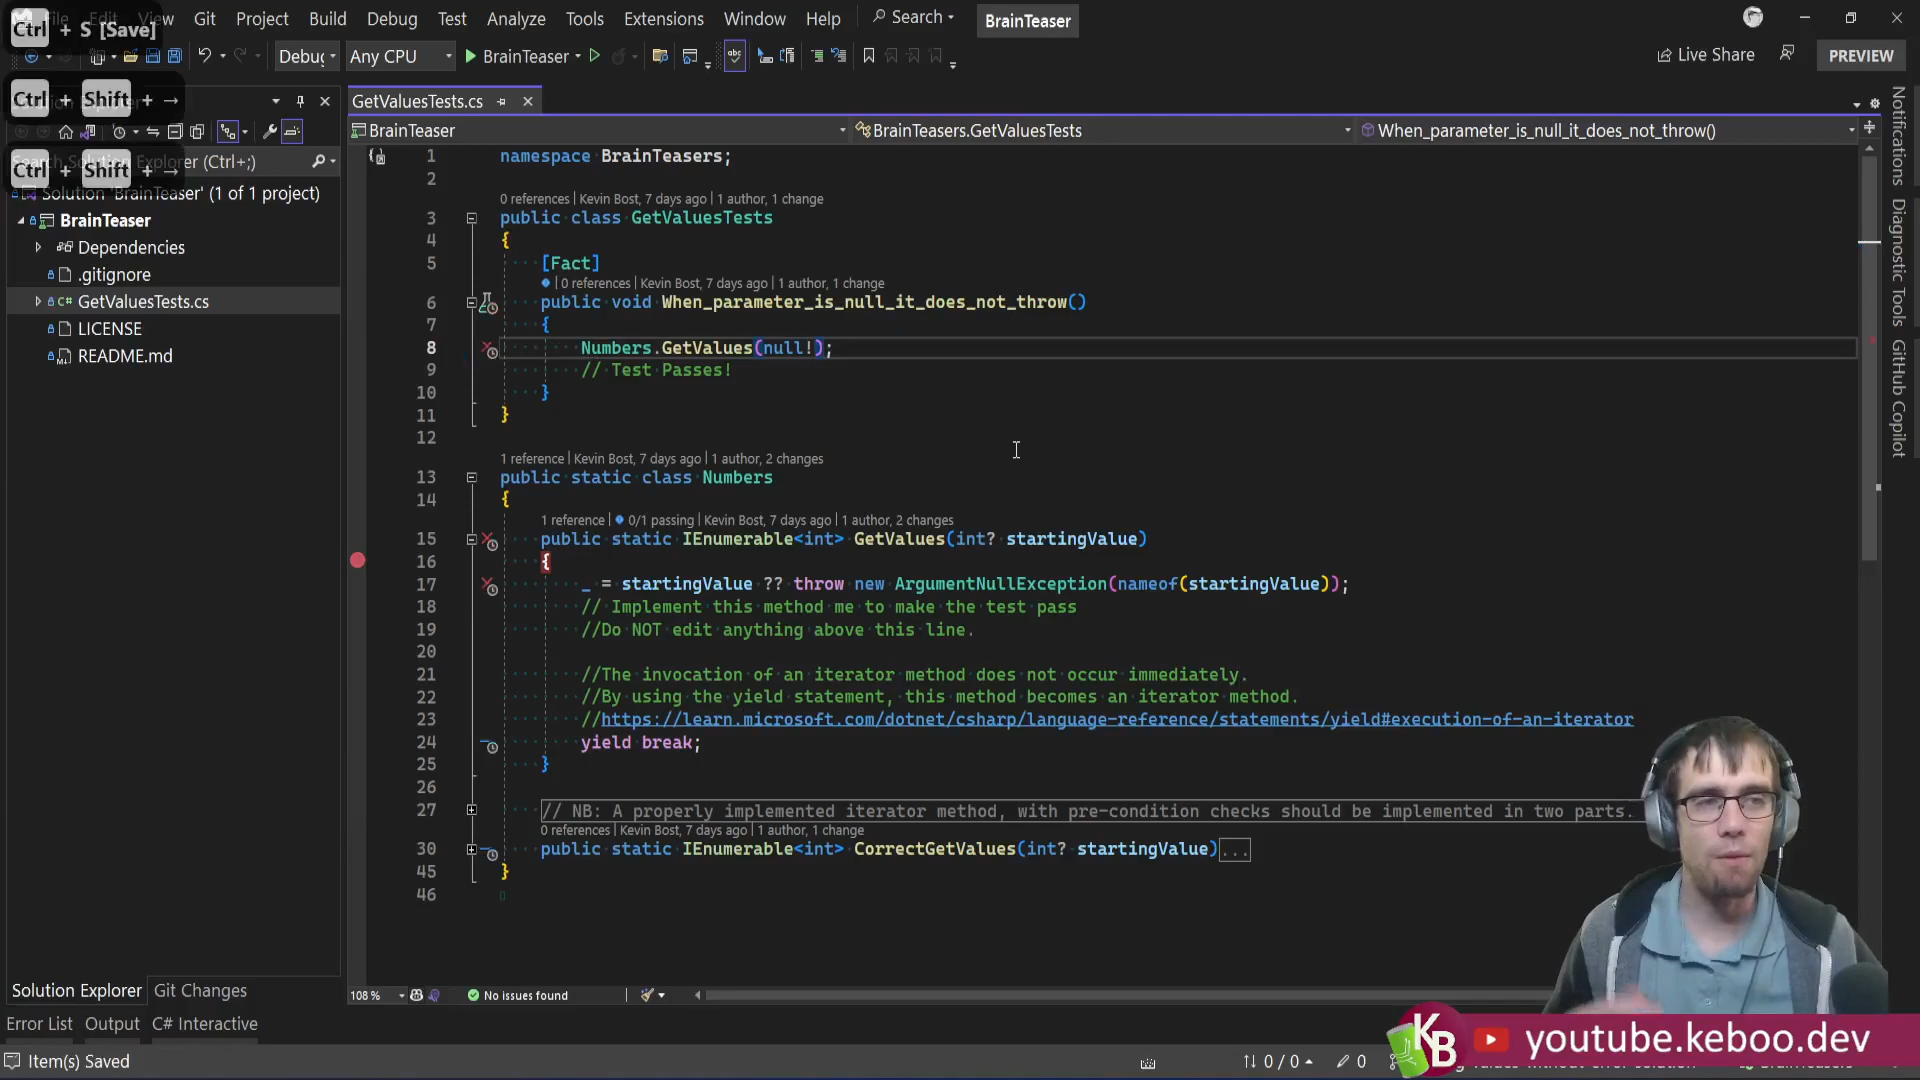 File Edit View Git Project Build Debug Test Analyze Tools Extensions Window Help Search BrainTeaser
Ctrl + S [Save]
Debug Any CPU BrainTeaser Live Share PREVIEW
Ctrl + Shift + →
GetValuesTests.cs
BrainTeaser BrainTeasers.GetValuesTests When_parameter_is_null_it_does_not_throw()
Ctrl + Shift + →
Search Solution Explorer (Ctrl+;)
Solution 'BrainTeaser' (1 of 1 project)
BrainTeaser
Dependencies
.gitignore
GetValuesTests.cs
LICENSE
README.md
1 namespace BrainTeasers;
2
0 references | Kevin Bost, 7 days ago | 1 author, 1 change
3 public class GetValuesTests
4 {
5 [Fact]
0 references | Kevin Bost, 7 days ago | 1 author, 1 change
6 public void When_parameter_is_null_it_does_not_throw()
7 {
8 Numbers.GetValues(null!);
9 // Test Passes!
10 }
11 }
12
1 reference | Kevin Bost, 7 days ago | 1 author, 2 changes
13 public static class Numbers
14 {
1 reference | 0/1 passing | Kevin Bost, 7 days ago | 1 author, 2 changes
15 public static IEnumerable<int> GetValues(int? startingValue)
16 {
17 _ = startingValue ?? throw new ArgumentNullException(nameof(startingValue));
18 // Implement this method me to make the test pass
19 //Do NOT edit anything above this line.
20
21 //The invocation of an iterator method does not occur immediately.
22 //By using the yield statement, this method becomes an iterator method.
23 //https://learn.microsoft.com/dotnet/csharp/language-reference/statements/yield#execution-of-an-iterator
24 yield break;
25 }
26
27 // NB: A properly implemented iterator method, with pre-condition checks should be implemented in two parts.
0 references | Kevin Bost, 7 days ago | 1 author, 1 change
30 public static IEnumerable<int> CorrectGetValues(int? startingValue)...
45 }
46
Notifications
Diagnostic Tools
GitHub Copilot
Solution Explorer Git Changes
108 % No issues found
Error List Output C# Interactive
Item(s) Saved 0 / 0 0
KB youtube.keboo.dev